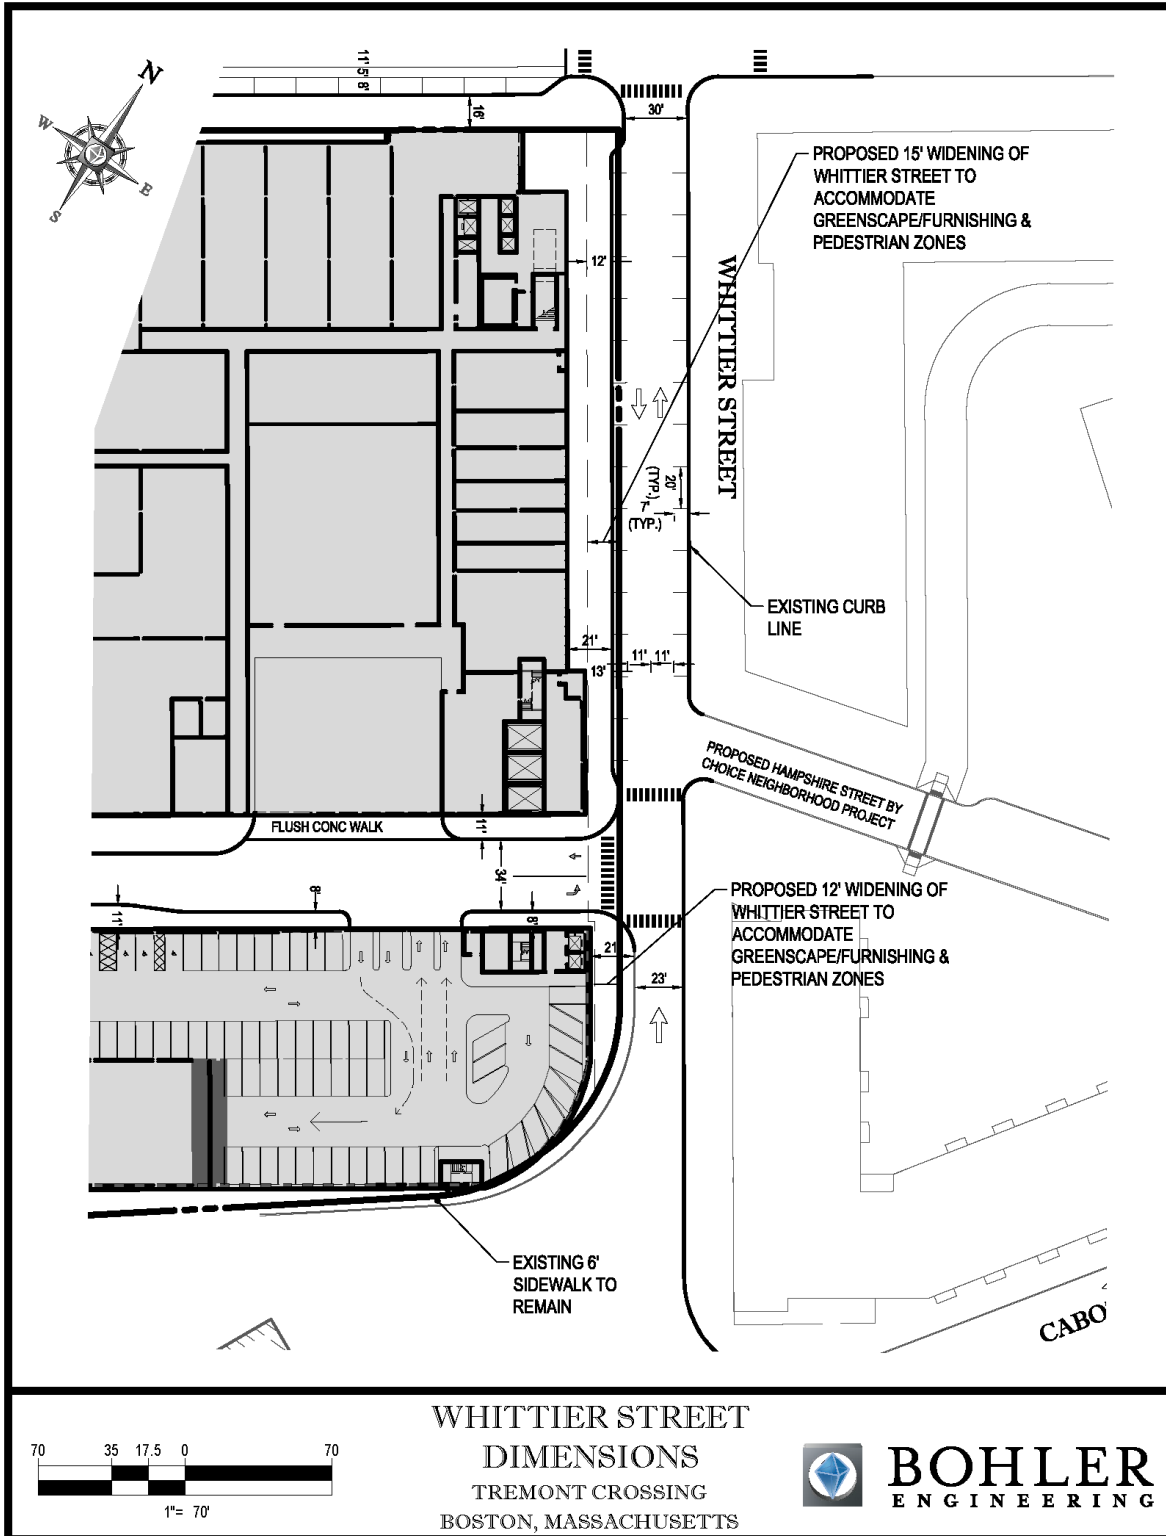 N
W
E
S
11' 5' 8'
16'
30'
PROPOSED 15' WIDENING OF
WHITTIER STREET TO
ACCOMMODATE
GREENSCAPE/FURNISHING &
PEDESTRIAN ZONES
12'
WHITTIER STREET
20'
(TYP.)
7'
(TYP.)
EXISTING CURB
LINE
21'
11' 11'
13'
PROPOSED HAMPSHIRE STREET BY
CHOICE NEIGHBORHOOD PROJECT
FLUSH CONC WALK
11'
34'
8'
11'
8'
21'
23'
PROPOSED 12' WIDENING OF
WHITTIER STREET TO
ACCOMMODATE
GREENSCAPE/FURNISHING &
PEDESTRIAN ZONES
EXISTING 6'
SIDEWALK TO
REMAIN
CABO
70 35 17.5 0 70
1"= 70'
WHITTIER STREET
DIMENSIONS
TREMONT CROSSING
BOSTON, MASSACHUSETTS
BOHLER
ENGINEERING